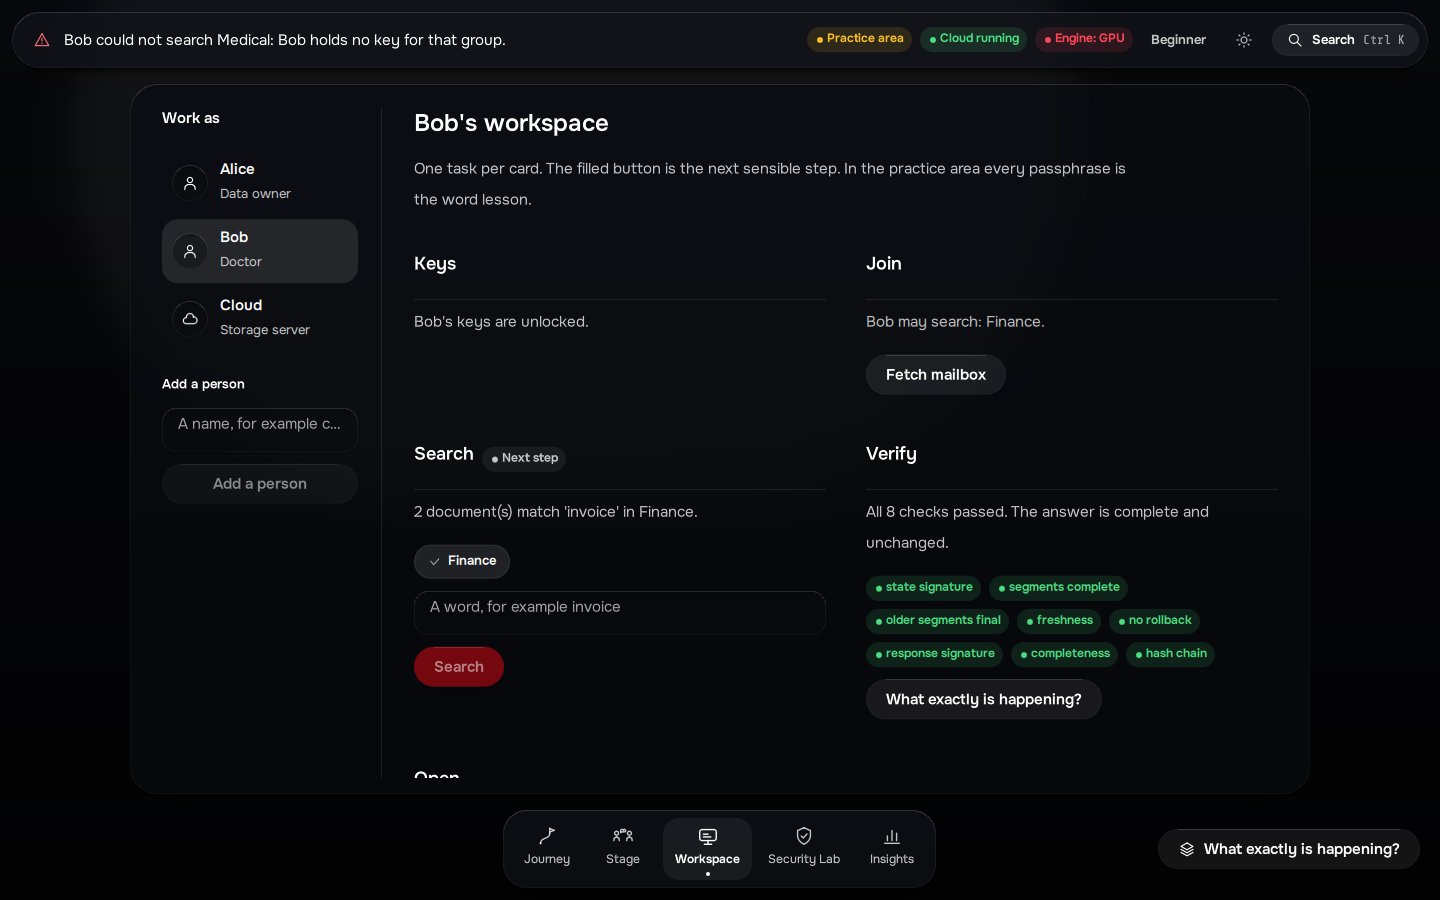 Bob could not search Medical: Bob holds no key for that group.
Practice area
Cloud running
Engine: GPU
Beginner
Search Ctrl K
Work as
Alice
Data owner
Bob
Doctor
Cloud
Storage server
Add a person
A name, for example c...
Add a person
Bob's workspace
One task per card. The filled button is the next sensible step. In the practice area every passphrase is
the word lesson.
Keys
Bob's keys are unlocked.
Join
Bob may search: Finance.
Fetch mailbox
Search
Next step
2 document(s) match 'invoice' in Finance.
Finance
A word, for example invoice
Search
Verify
All 8 checks passed. The answer is complete and
unchanged.
state signature
segments complete
older segments final
freshness
no rollback
response signature
completeness
hash chain
What exactly is happening?
Open
Journey
Stage
Workspace
Security Lab
Insights
What exactly is happening?